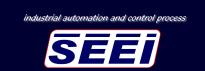 industrial automation and control process
SEEi